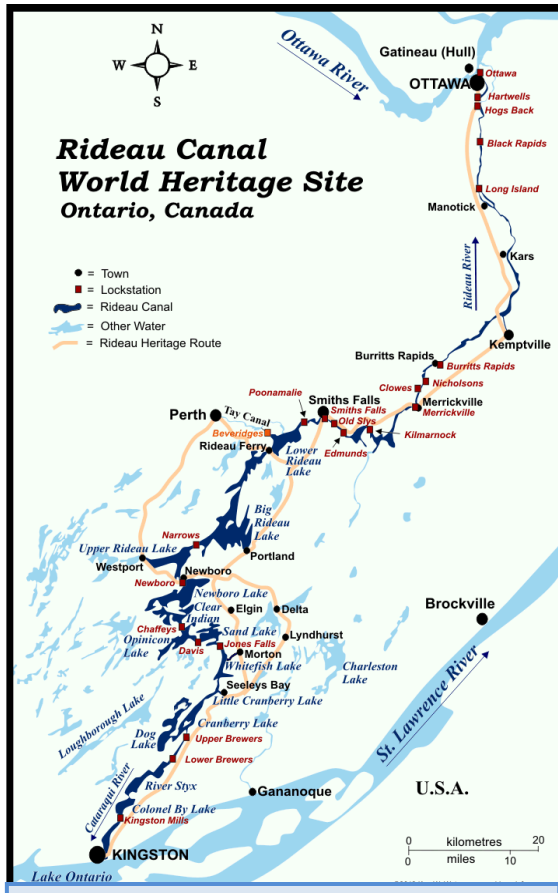 N
W
E
S
Ottawa River
Gatineau (Hull)
Ottawa
OTTAWA
Hartwells
Hogs Back
Rideau Canal
World Heritage Site
Ontario, Canada
Black Rapids
Long Island
Manotick
Kars
Rideau River
= Town
= Lockstation
= Rideau Canal
= Other Water
= Rideau Heritage Route
Kemptville
Burritts Rapids
Burritts Rapids
Nicholsons
Clowes
Merrickville
Merrickville
Poonamalie
Smiths Falls
Smiths Falls
Old Slys
Kilmarnock
Edmunds
Perth
Tay Canal
Beveridges
Rideau Ferry
Lower
Rideau
Lake
Big
Rideau
Lake
Narrows
Upper Rideau Lake
Portland
Westport
Newboro
Newboro
Newboro Lake
Clear
Indian
Elgin
Delta
Brockville
Chaffeys
Opinicon
Lake
Sand Lake
Lyndhurst
Davis
Jones Falls
Morton
Whitefish Lake
Charleston
Lake
Seeleys Bay
Little Cranberry Lake
Loughborough Lake
Cranberry Lake
Dog
Lake
Upper Brewers
Lower Brewers
St. Lawrence River
Cataraqui River
River Styx
Gananoque
U.S.A.
Colonel By Lake
Kingston Mills
KINGSTON
Lake Ontario
kilometres
0
20
0
10
miles